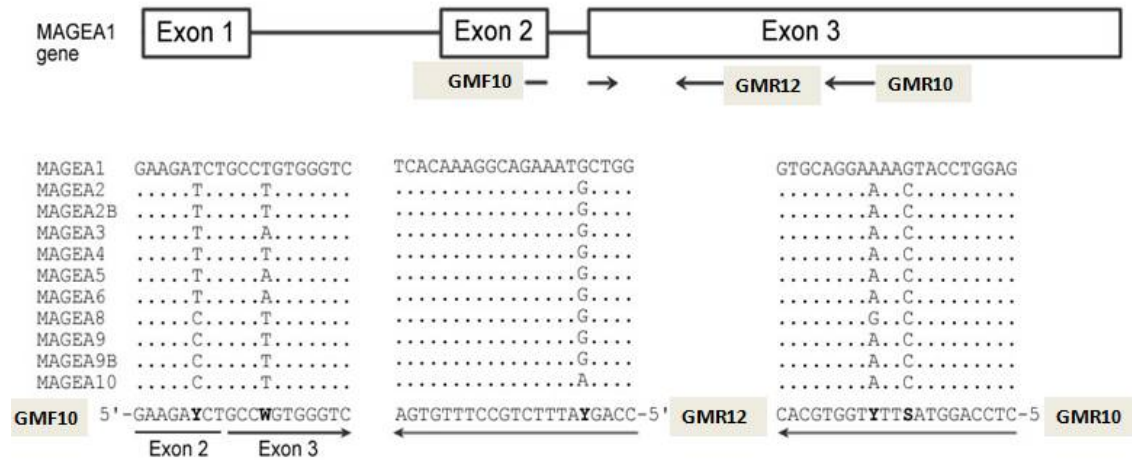 MAGEA1 gene
Exon 1 Exon 2 Exon 3
GMF10 GMR12 GMR10
MAGEA1 GAAGATCTGCCTGTGGGTC TCACAAAGGCAGAAATGCTGG GTGCAGGAAAAGTACCTGGAG
MAGEA2 .....T.....T....... ................G.... ........A..C.........
MAGEA2B .....T.....T....... ................G.... ........A..C.........
MAGEA3 .....T.....A....... ................G.... ........A..C.........
MAGEA4 .....T.....T....... ................G.... ........A..C.........
MAGEA5 .....T.....A....... ................G.... ........A..C.........
MAGEA6 .....T.....A....... ................G.... ........A..C.........
MAGEA8 .....C.....T....... ................G.... ........G..C.........
MAGEA9 .....C.....T....... ................G.... ........A..C.........
MAGEA9B .....C.....T....... ................G.... ........A..C.........
MAGEA10 .....C.....T....... ................A.... ........A..C.........
GMF10 5'-GAAGAYCTGCCWGTGGGTC AGTGTTTCCGTCTTTAYGACC-5' GMR12 CACGTGGTYTTSATGGACCTC-5 GMR10
Exon 2 Exon 3